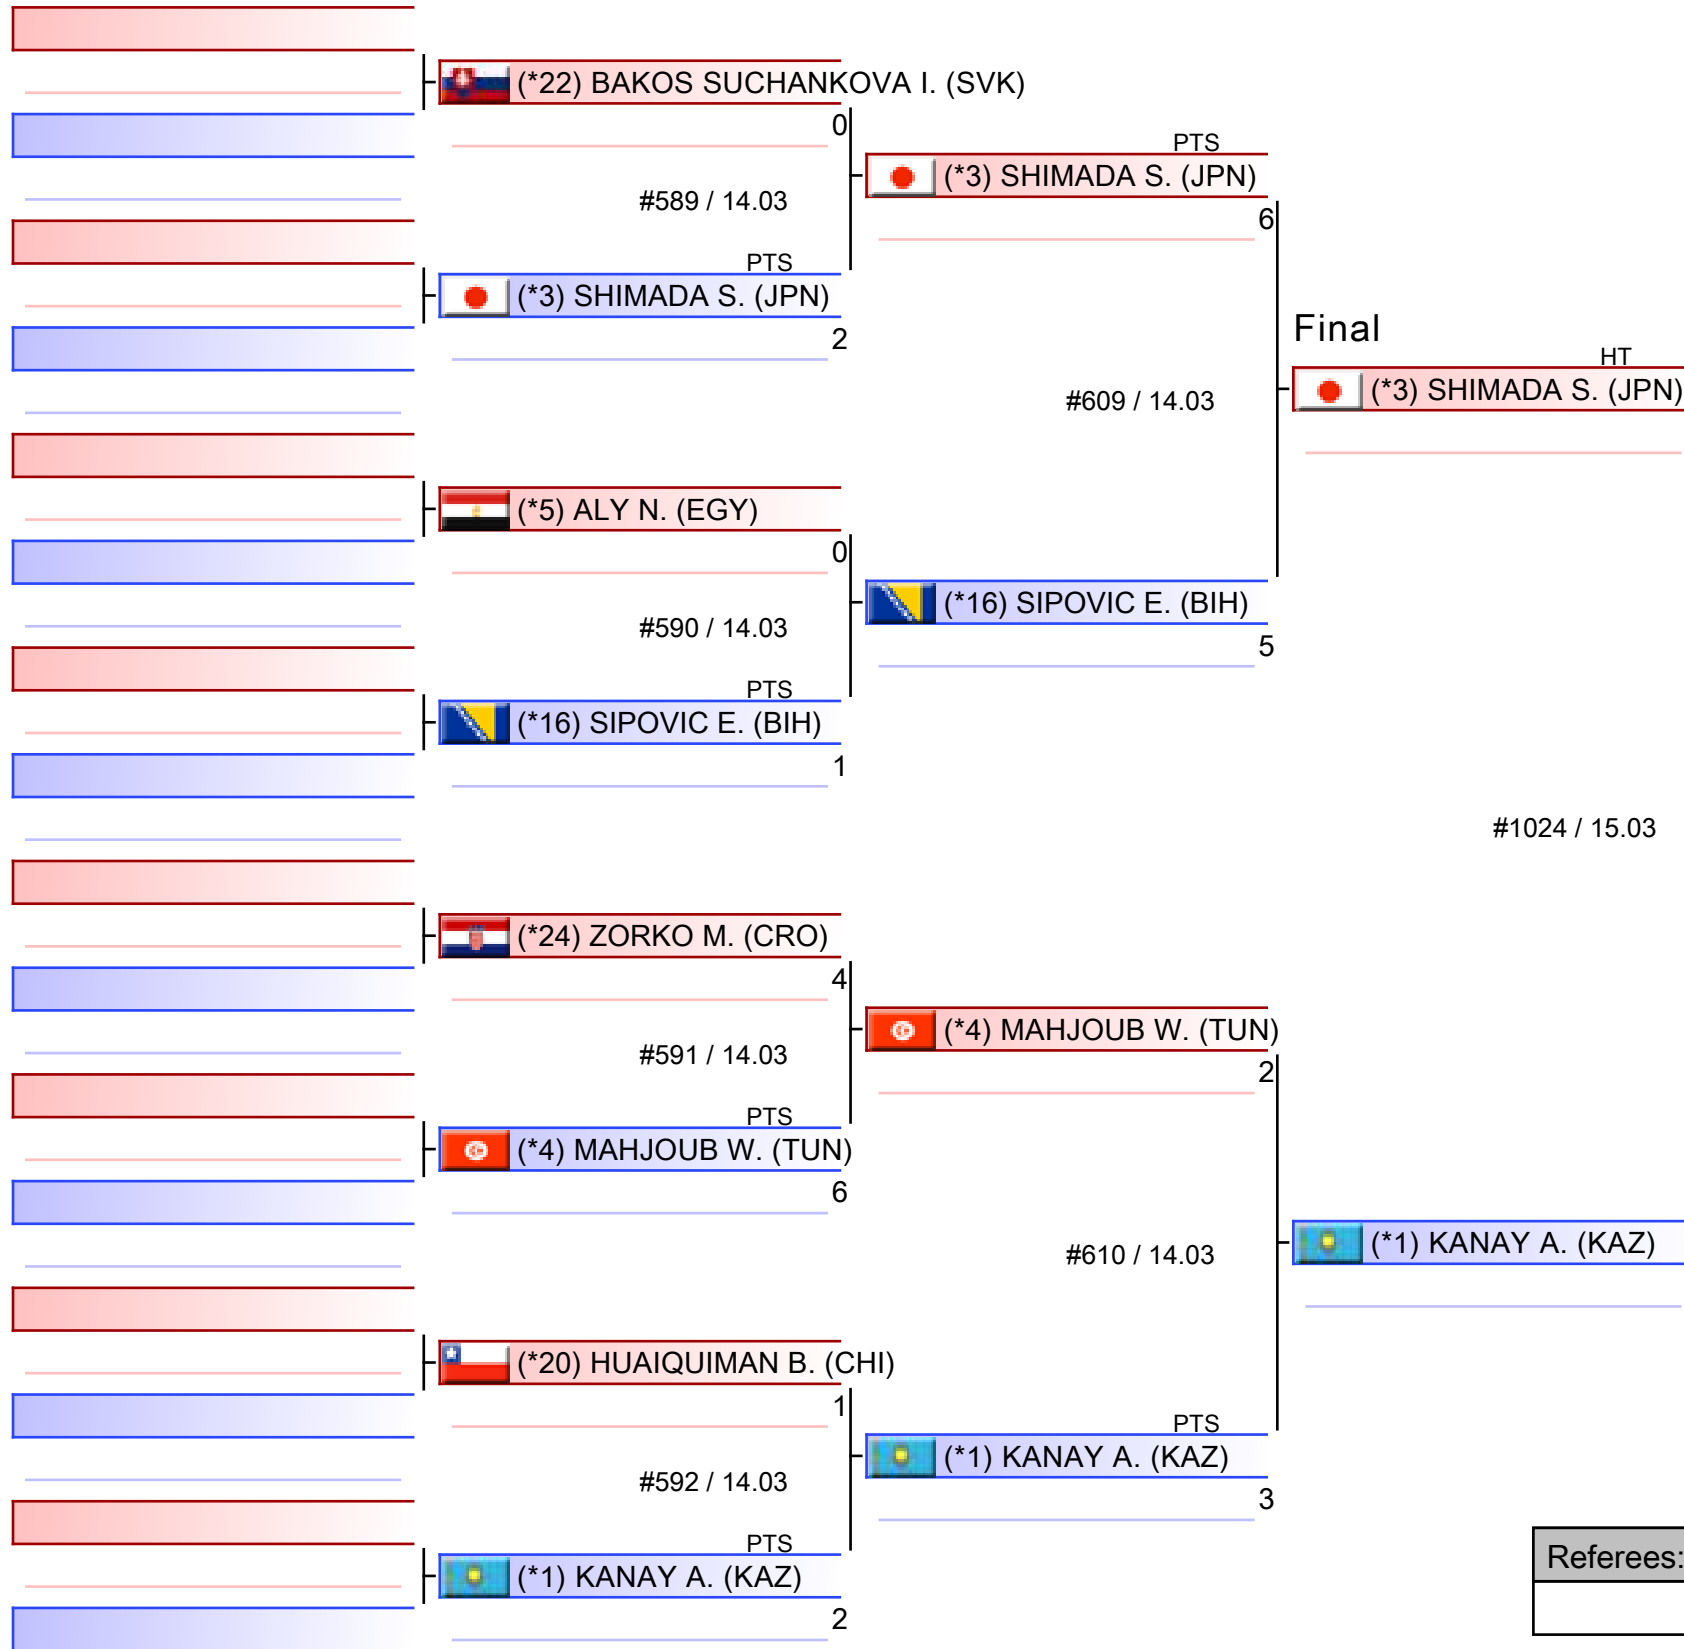 (*22) BAKOS SUCHANKOVA I. (SVK)
0
PTS
(*3) SHIMADA S. (JPN)
#589 / 14.03
6
PTS
(*3) SHIMADA S. (JPN)
2
Final
HT
(*3) SHIMADA S. (JPN)
#609 / 14.03
(*5) ALY N. (EGY)
0
(*16) SIPOVIC E. (BIH)
#590 / 14.03
5
PTS
(*16) SIPOVIC E. (BIH)
1
#1024 / 15.03
(*24) ZORKO M. (CRO)
4
(*4) MAHJOUB W. (TUN)
#591 / 14.03
2
PTS
(*4) MAHJOUB W. (TUN)
6
(*1) KANAY A. (KAZ)
#610 / 14.03
(*20) HUAIQUIMAN B. (CHI)
1
PTS
(*1) KANAY A. (KAZ)
#592 / 14.03
3
PTS
(*1) KANAY A. (KAZ)
2
Referees: